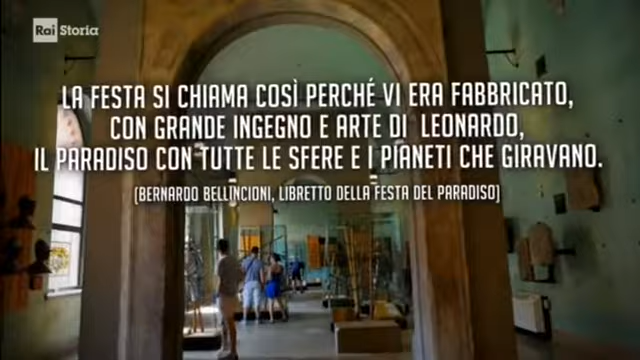 Rai Storia
LA FESTA SI CHIAMA COSÌ PERCHÉ VI ERA FABBRICATO,
CON GRANDE INGEGNO E ARTE DI LEONARDO,
IL PARADISO CON TUTTE LE SFERE E I PIANETI CHE GIRAVANO.
(BERNARDO BELLINCIONI, LIBRETTO DELLA FESTA DEL PARADISO)